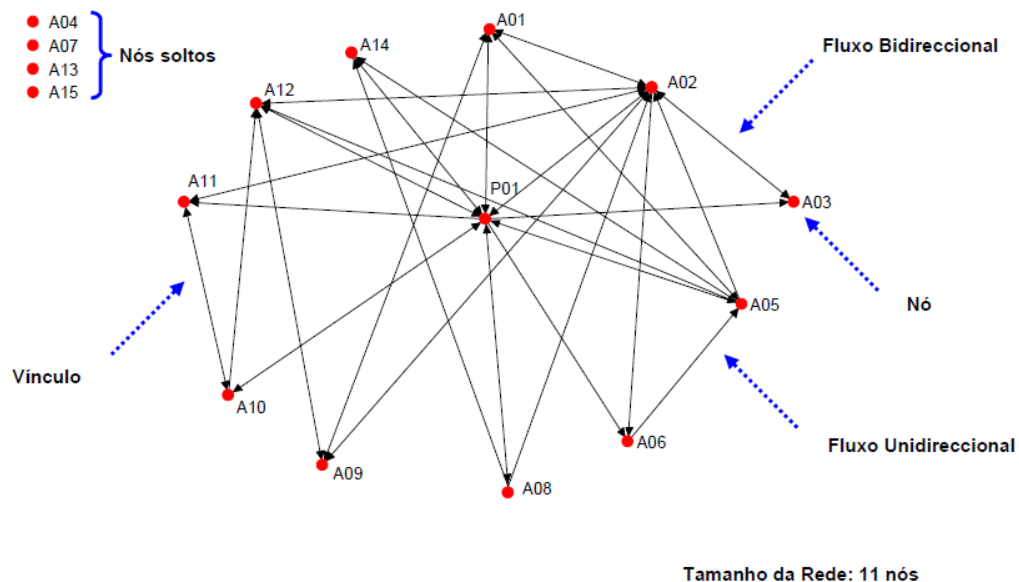 A04
A07
A13
A15
Nós soltos
A01
A14
Fluxo Bidireccional
A02
A12
A11
P01
A03
A05
Nó
Vínculo
A10
A06
Fluxo Unidireccional
A09
A08
Tamanho da Rede: 11 nós